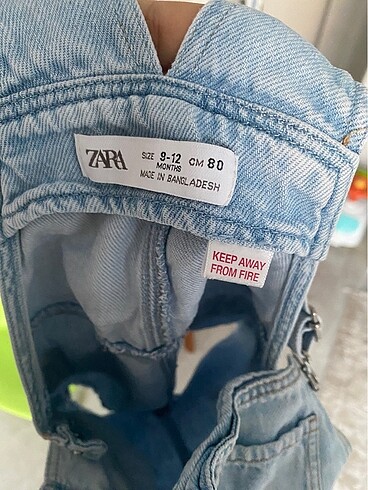 ZARA
SIZE 9-12 CM 80
MONTHS
MADE IN BANGLADESH
KEEP AWAY
FROM FIRE